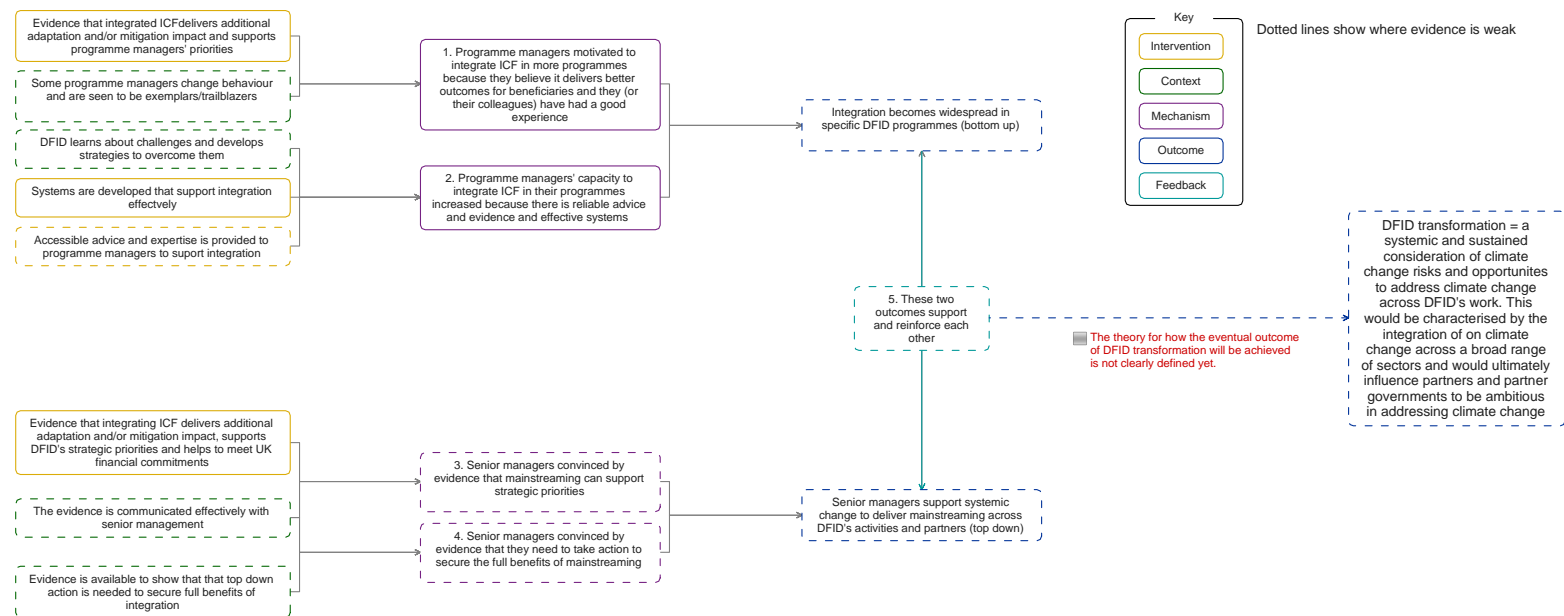 Evidence that integrated ICFdelivers additional
adaptation and/or mitigation impact and supports
programme managers' priorities
Some programme managers change behaviour
and are seen to be exemplars/trailblazers
DFID learns about challenges and develops
strategies to overcome them
Systems are developed that support integration
effectvely
Accessible advice and expertise is provided to
programme managers to suport integration
1. Programme managers motivated to
integrate ICF in more programmes
because they believe it delivers better
outcomes for beneficiaries and they (or
their colleagues) have had a good
experience
2. Programme managers' capacity to
integrate ICF in their programmes
increased because there is reliable advice
and evidence and effective systems
Integration becomes widespread in
specific DFID programmes (bottom up)
Key
Intervention
Context
Mechanism
Outcome
Feedback
Dotted lines show where evidence is weak
5. These two
outcomes support
and reinforce each
other
The theory for how the eventual outcome
of DFID transformation will be achieved
is not clearly defined yet.
DFID transformation = a
systemic and sustained
consideration of climate
change risks and opportunites
to address climate change
across DFID's work. This
would be characterised by the
integration of on climate
change across a broad range
of sectors and would ultimately
influence partners and partner
governments to be ambitious
in addressing climate change
Evidence that integrating ICF delivers additional
adaptation and/or mitigation impact, supports
DFID's strategic priorities and helps to meet UK
financial commitments
The evidence is communicated effectively with
senior management
Evidence is available to show that that top down
action is needed to secure full benefits of
integration
3. Senior managers convinced by
evidence that mainstreaming can support
strategic priorities
4. Senior managers convinced by
evidence that they need to take action to
secure the full benefits of mainstreaming
Senior managers support systemic
change to deliver mainstreaming across
DFID's activities and partners (top down)